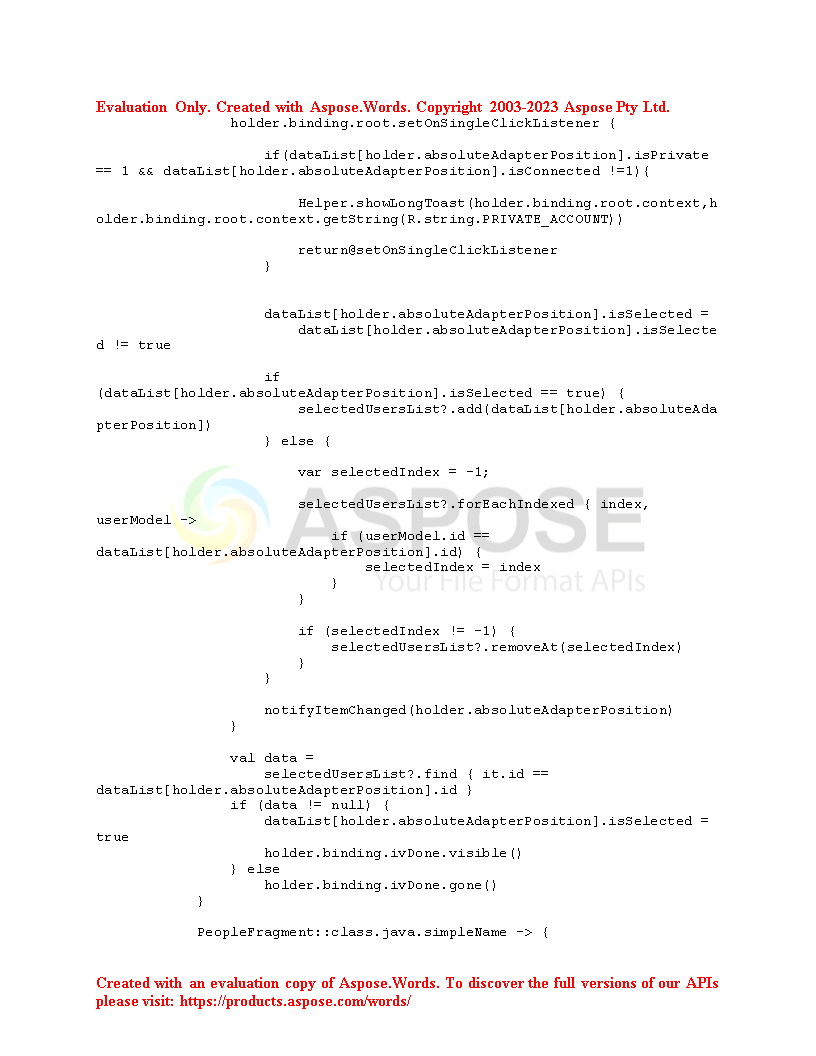 Evaluation Only. Created with Aspose.Words. Copyright 2003-2023 Aspose Pty Ltd.
holder.binding.root.setOnSingleClickListener {
if(dataList[holder.absoluteAdapterPosition].isPrivate
== 1 && dataList[holder.absoluteAdapterPosition].isConnected !=1){
Helper.showLongToast(holder.binding.root.context,h
older.binding.root.context.getString(R.string.PRIVATE_ACCOUNT))
return@setOnSingleClickListener
}
dataList[holder.absoluteAdapterPosition].isSelected =
dataList[holder.absoluteAdapterPosition].isSelecte
d != true
if
(dataList[holder.absoluteAdapterPosition].isSelected == true) {
selectedUsersList?.add(dataList[holder.absoluteAda
pterPosition])
} else {
var selectedIndex = -1;
selectedUsersList?.forEachIndexed { index,
userModel ->
ASPOSE
if (userModel.id ==
dataList[holder.absoluteAdapterPosition].id) {
selectedIndex = index
Your File Format APIs
}
}
if (selectedIndex != -1) {
selectedUsersList?.removeAt(selectedIndex)
}
}
notifyItemChanged(holder.absoluteAdapterPosition)
}
val data =
selectedUsersList?.find { it.id ==
dataList[holder.absoluteAdapterPosition].id }
if (data != null) {
dataList[holder.absoluteAdapterPosition].isSelected =
true
holder.binding.ivDone.visible()
} else
holder.binding.ivDone.gone()
}
PeopleFragment::class.java.simpleName -> {
Created with an evaluation copy of Aspose.Words. To discover the full versions of our APIs
please visit: https://products.aspose.com/words/